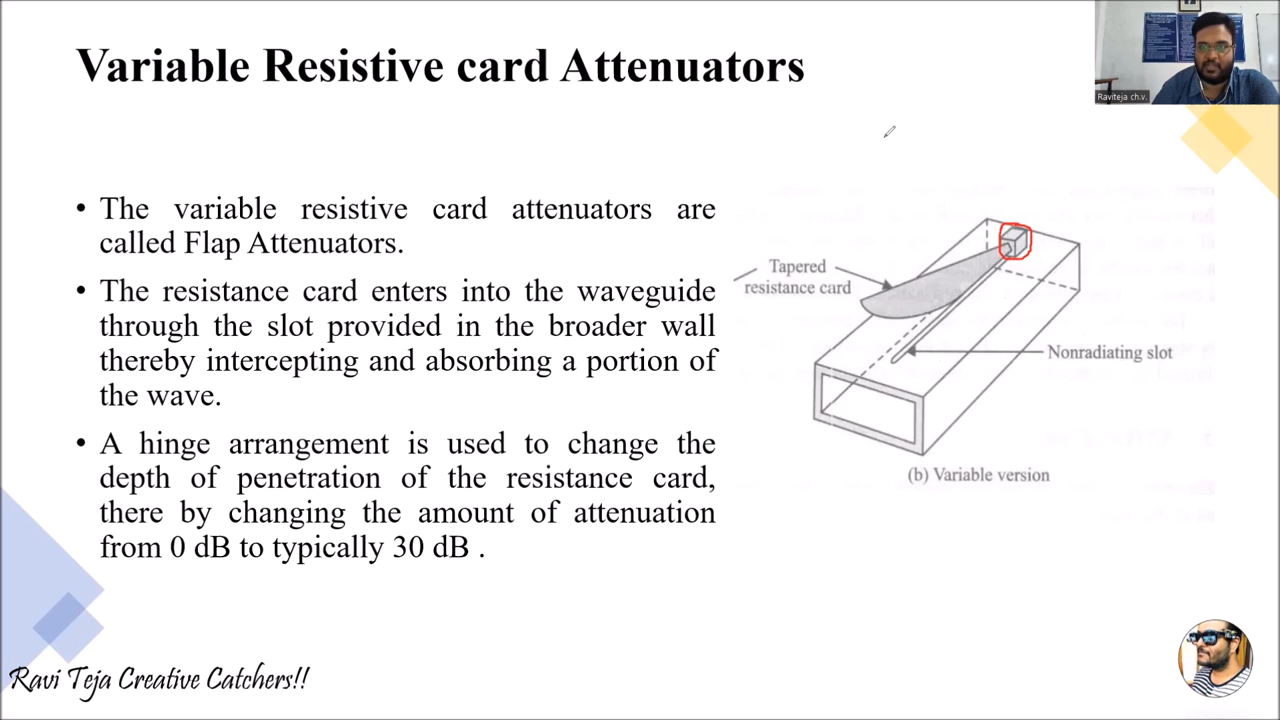 Variable Resistive card Attenuators
Raviteja ch.v.
• The variable resistive card attenuators are
called Flap Attenuators.
• The resistance card enters into the waveguide
through the slot provided in the broader wall
thereby intercepting and absorbing a portion of
the wave.
• A hinge arrangement is used to change the
depth of penetration of the resistance card,
there by changing the amount of attenuation
from 0 dB to typically 30 dB .
Tapered
resistance card
Nonradiating slot
(b) Variable version
Ravi Teja Creative Catchers!!